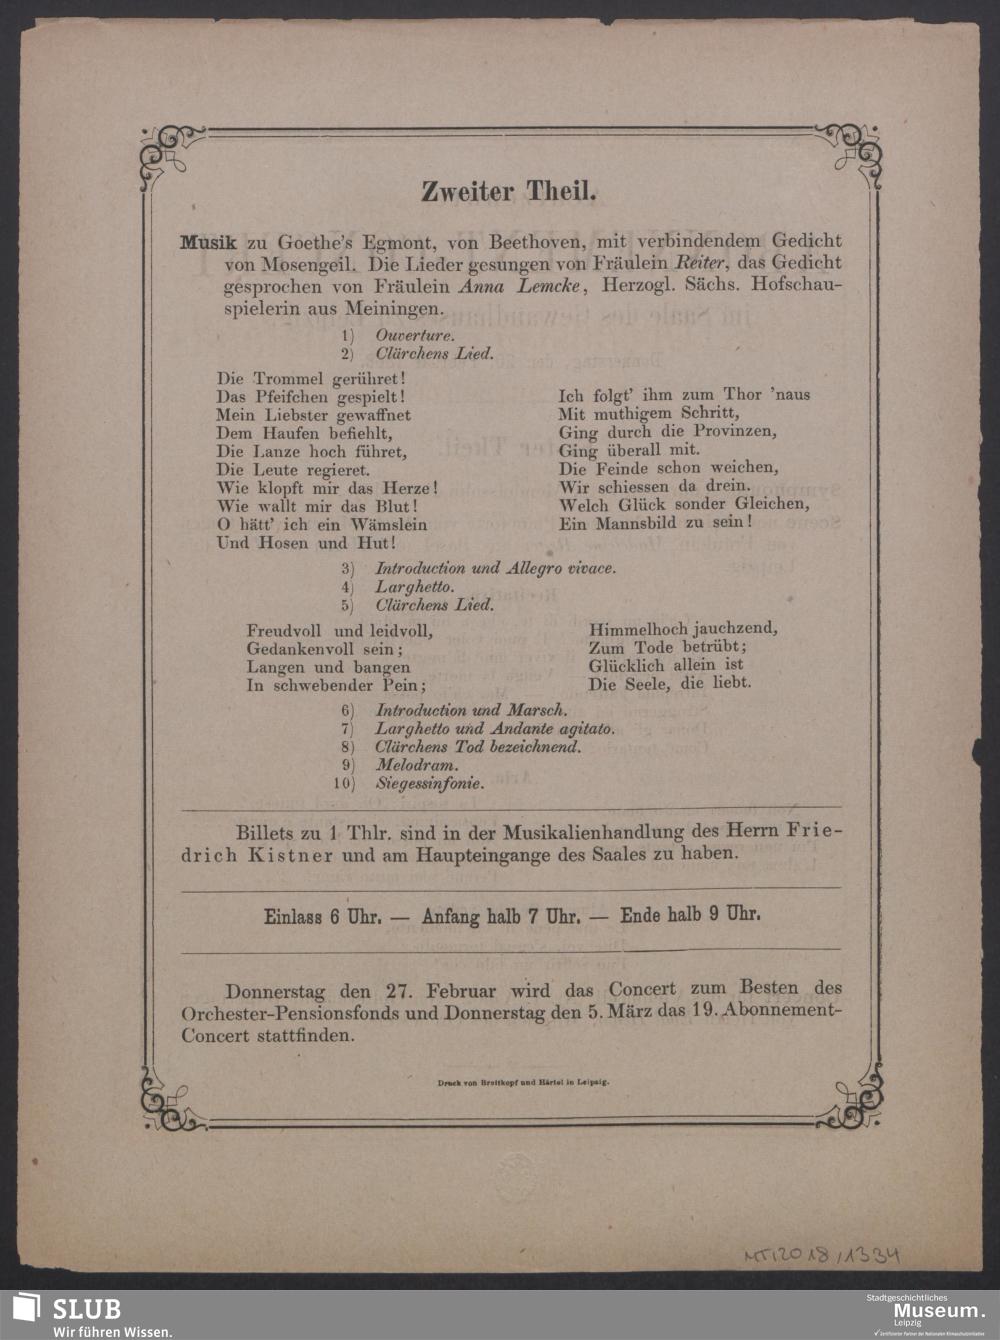 Zweiter Theil.
Musik zu Goethe's Egmont, von Beethoven, mit verbindendem Gedicht
von Mosengeil. Die Lieder gesungen von Fräulein Reiter, das Gedicht
gesprochen von Fräulein Anna Lemcke, Herzogl. Sächs. Hofschau-
spielerin aus Meiningen.
1) Ouverture.
2) Clärchens Lied.
Die Trommel gerühret!
Das Pfeifchen gespielt!
Mein Liebster gewaffnet
Dem Haufen befiehlt,
Die Lanze hoch führet,
Die Leute regieret.
Wie klopft mir das Herze!
Wie wallt mir das Blut!
O hätt' ich ein Wämslein
Und Hosen und Hut!
Ich folgt' ihm zum Thor 'naus
Mit muthigem Schritt,
Ging durch die Provinzen,
Ging überall mit.
Die Feinde schon weichen,
Wir schiessen da drein.
Welch Glück sonder Gleichen,
Ein Mannsbild zu sein!
3) Introduction und Allegro vivace.
4) Larghetto.
5) Clärchens Lied.
Freudvoll und leidvoll,
Gedankenvoll sein;
Langen und bangen
In schwebender Pein;
Himmelhoch jauchzend,
Zum Tode betrübt;
Glücklich allein ist
Die Seele, die liebt.
6) Introduction und Marsch.
7) Larghetto und Andante agitato.
8) Clärchens Tod bezeichnend.
9) Melodram.
10) Siegessinfonie.
Billets zu 1 Thlr. sind in der Musikalienhandlung des Herrn Frie-
drich Kistner und am Haupteingange des Saales zu haben.
Einlass 6 Uhr. — Anfang halb 7 Uhr. — Ende halb 9 Uhr.
Donnerstag den 27. Februar wird das Concert zum Besten des
Orchester-Pensionsfonds und Donnerstag den 5. März das 19. Abonnement-
Concert stattfinden.
Druck von Breitkopf und Härtel in Leipzig.
MT/2018/1334
SLUB
Wir führen Wissen.
Stadtgeschichtliches
Museum.
Leipzig
Zertifizierter Partner der Nationalen Klimaschutzinitiative